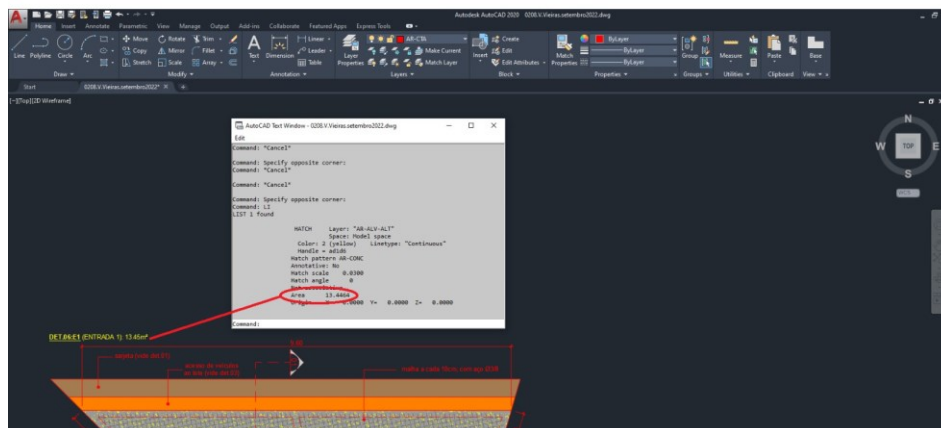 Autodesk AutoCAD 2020 0208.V.Vieiras.setembro2022.dwg
Home Insert Annotate Parametric View Manage Output Add-ins Collaborate Featured Apps Express Tools
Line Polyline Circle Arc
Move Rotate Trim
Copy Mirror Fillet
Stretch Scale Array
Text Dimension
Linear
Leader
Table
Layer Properties
AR-CTA
Make Current
Match Layer
Insert
Create
Edit
Edit Attributes
Match Properties
ByLayer
ByLayer
ByLayer
Group
Measure
Paste
Base
Draw Modify Annotation Layers Block Properties Groups Utilities Clipboard View
Start 0208.V.Vieiras.setembro2022*
[-][Top][2D Wireframe]
N
W TOP E
S
AutoCAD Text Window - 0208.V.Vieiras.setembro2022.dwg
Edit
Command: *Cancel*
Command: Specify opposite corner:
Command: *Cancel*
Command: *Cancel*
Command: Specify opposite corner:
Command: LI
LIST 1 found
HATCH Layer: "AR-ALV-ALT"
Space: Model space
Color: 2 (yellow) Linetype: "Continuous"
Handle = ad1d6
Hatch pattern AR-CONC
Annotative: No
Hatch scale 0.0300
Hatch angle 0
Area 13.4464
0.0000 Y= 0.0000 Z= 0.0000
Command:
DET.06:E1 (ENTRADA 1): 13.45m²